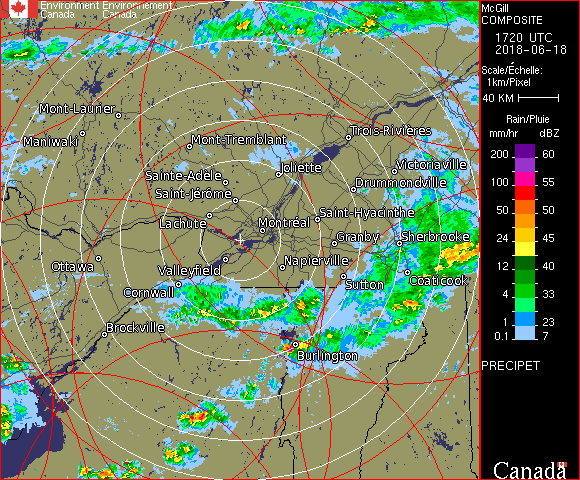 Environment Environnement
Canada Canada
McGill
COMPOSITE
1720 UTC
2018-06-18
Scale/Échelle:
1km/Pixel
40 KM
Rain/Pluie
mm/hr dBZ
200 60
150 57
100 55
50 50
24 45
12 40
4 33
1 23
0.1 7
PRECIPET
Canada
Mont-Laurier
Maniwaki
Mont-Tremblant
Trois-Rivières
Joliette
Victoriaville
Sainte-Adèle
Drummondville
Saint-Jérôme
Saint-Hyacinthe
Lachute
Montréal
Granby
Sherbrooke
Ottawa
Valleyfield
Napierville
Sutton
Coaticook
Cornwall
Brockville
Burlington